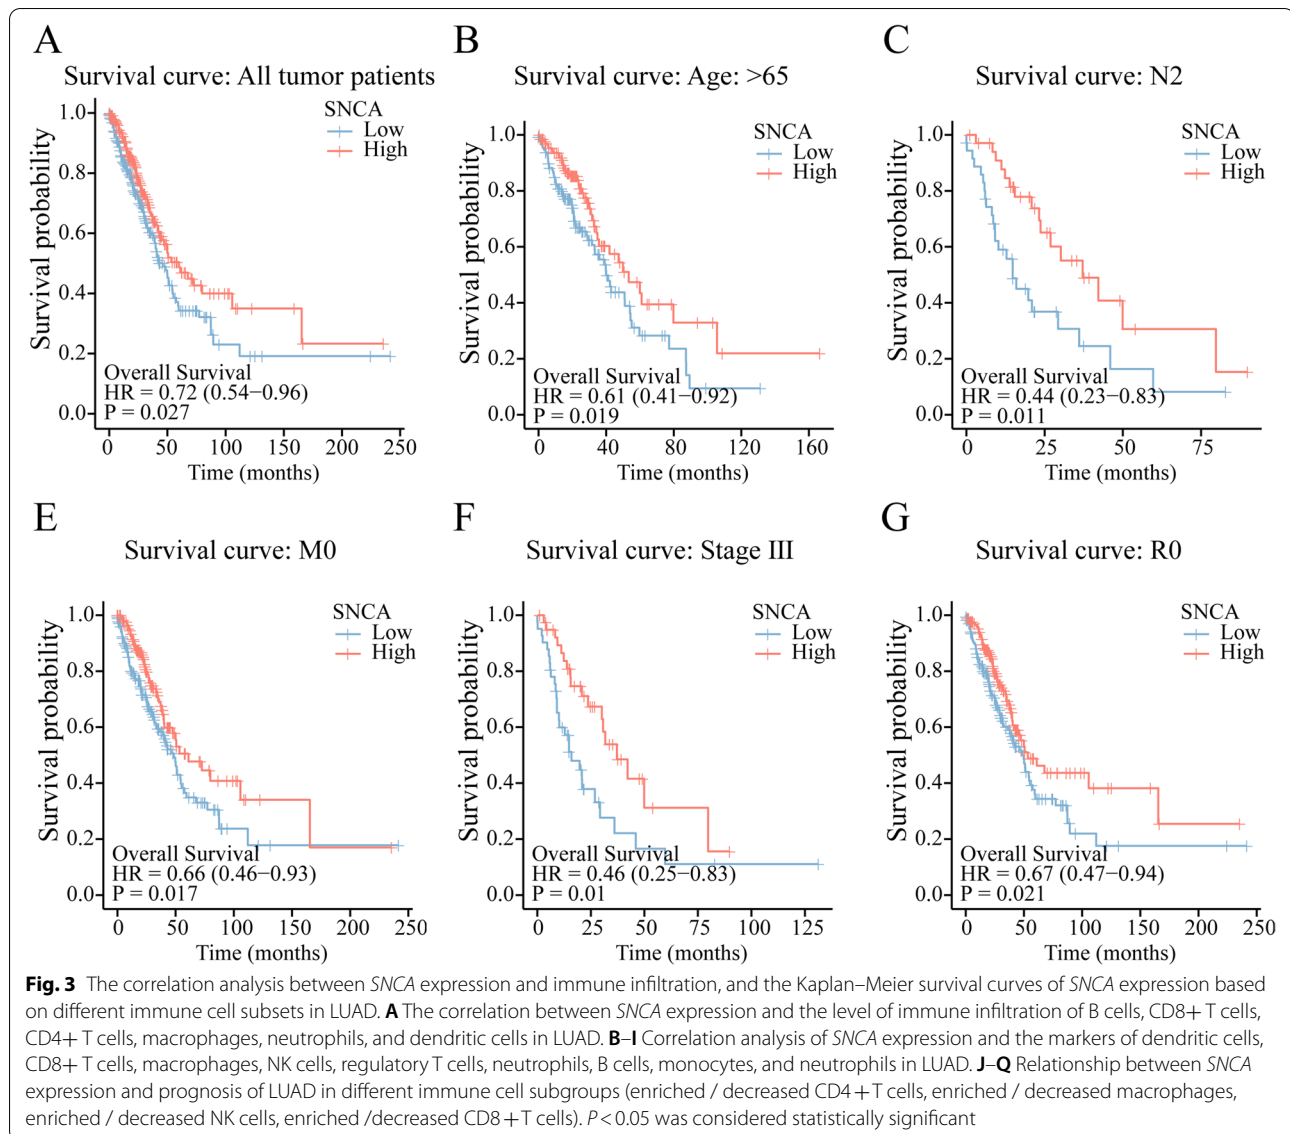 A
Survival curve: All tumor patients
SNCA
Low
High
Survival probability
1.0
0.8
0.6
0.4
0.2
0.0
Overall Survival
HR = 0.72 (0.54−0.96)
P = 0.027
0 50 100 150 200 250
Time (months)
B
Survival curve: Age: >65
SNCA
Low
High
Survival probability
1.0
0.8
0.6
0.4
0.2
0.0
Overall Survival
HR = 0.61 (0.41−0.92)
P = 0.019
0 40 80 120 160
Time (months)
C
Survival curve: N2
SNCA
Low
High
Survival probability
1.0
0.8
0.6
0.4
0.2
0.0
Overall Survival
HR = 0.44 (0.23−0.83)
P = 0.011
0 25 50 75
Time (months)
E
Survival curve: M0
SNCA
Low
High
Survival probability
1.0
0.8
0.6
0.4
0.2
0.0
Overall Survival
HR = 0.66 (0.46−0.93)
P = 0.017
0 50 100 150 200 250
Time (months)
F
Survival curve: Stage III
SNCA
Low
High
Survival probability
1.0
0.8
0.6
0.4
0.2
0.0
Overall Survival
HR = 0.46 (0.25−0.83)
P = 0.01
0 25 50 75 100 125
Time (months)
G
Survival curve: R0
SNCA
Low
High
Survival probability
1.0
0.8
0.6
0.4
0.2
0.0
Overall Survival
HR = 0.67 (0.47−0.94)
P = 0.021
0 50 100 150 200 250
Time (months)
Fig. 3 The correlation analysis between SNCA expression and immune infiltration, and the Kaplan–Meier survival curves of SNCA expression based
on different immune cell subsets in LUAD. A The correlation between SNCA expression and the level of immune infiltration of B cells, CD8+ T cells,
CD4+ T cells, macrophages, neutrophils, and dendritic cells in LUAD. B–I Correlation analysis of SNCA expression and the markers of dendritic cells,
CD8+ T cells, macrophages, NK cells, regulatory T cells, neutrophils, B cells, monocytes, and neutrophils in LUAD. J–Q Relationship between SNCA
expression and prognosis of LUAD in different immune cell subgroups (enriched / decreased CD4 + T cells, enriched / decreased macrophages,
enriched / decreased NK cells, enriched /decreased CD8 + T cells). P < 0.05 was considered statistically significant